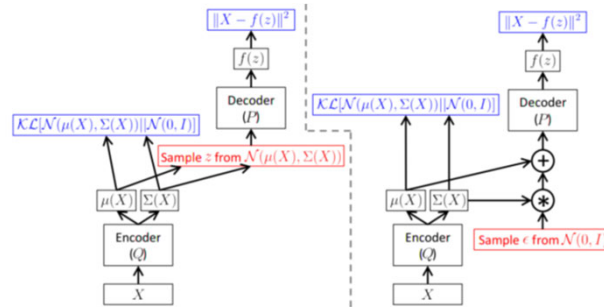 ‖X − f(z)‖²
f(z)
Decoder
(P)
KL[N(μ(X), Σ(X))||N(0, I)]
Sample z from N(μ(X), Σ(X))
μ(X) Σ(X)
Encoder
(Q)
X
‖X − f(z)‖²
f(z)
Decoder
(P)
KL[N(μ(X), Σ(X))||N(0, I)]
+
μ(X) Σ(X) *
Encoder
(Q)
Sample ϵ from N(0, I)
X